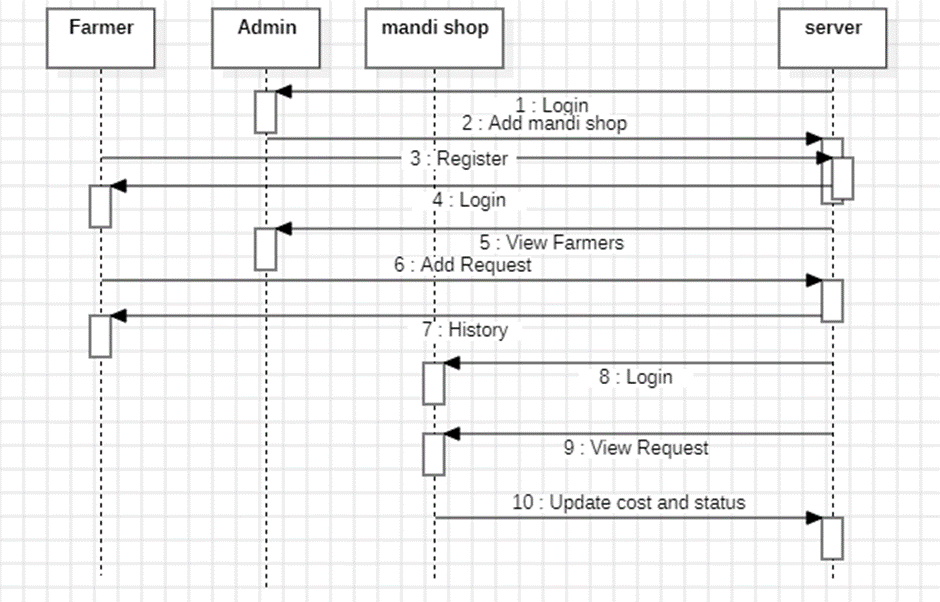 Farmer
Admin
mandi shop
server
1 : Login
2 : Add mandi shop
3 : Register
4 : Login
5 : View Farmers
6 : Add Request
7 : History
8 : Login
9 : View Request
10 : Update cost and status